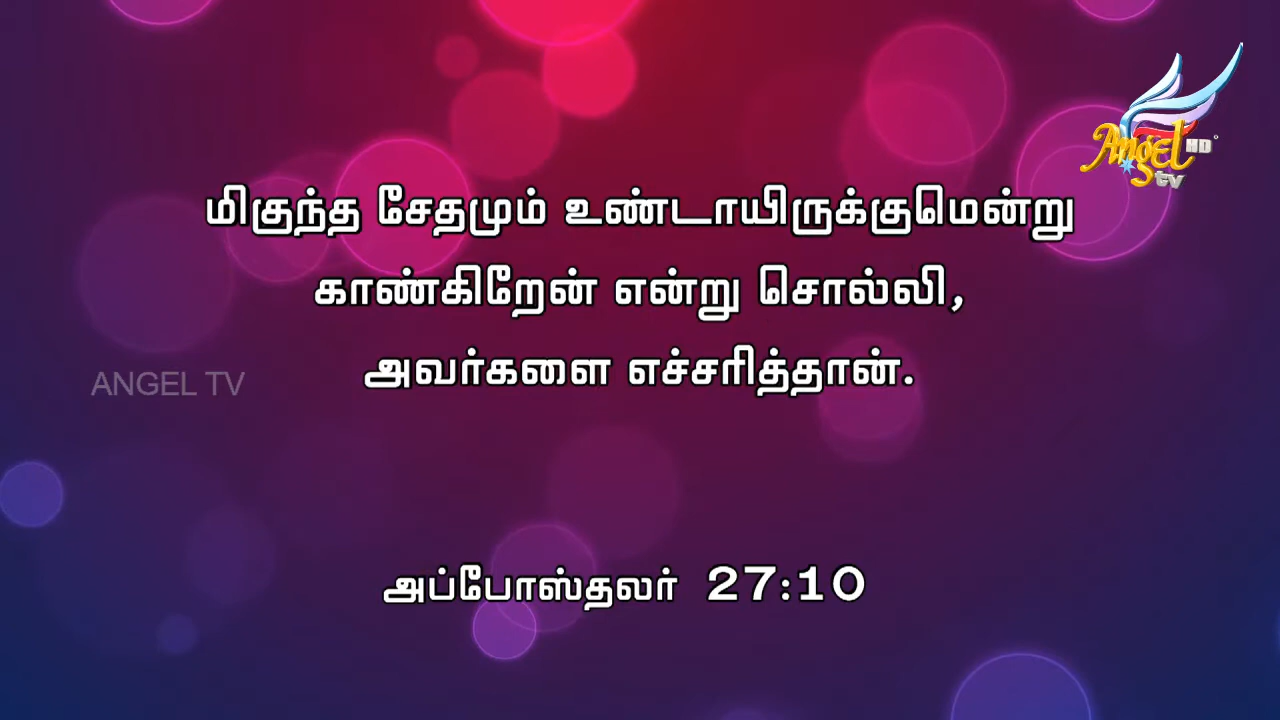 Angel HD
tv
மிகுந்த சேதமும் உண்டாயிருக்குமென்று
காண்கிறேன் என்று சொல்லி,
அவர்களை எச்சரித்தான்.
ANGEL TV
அப்போஸ்தலர் 27:10